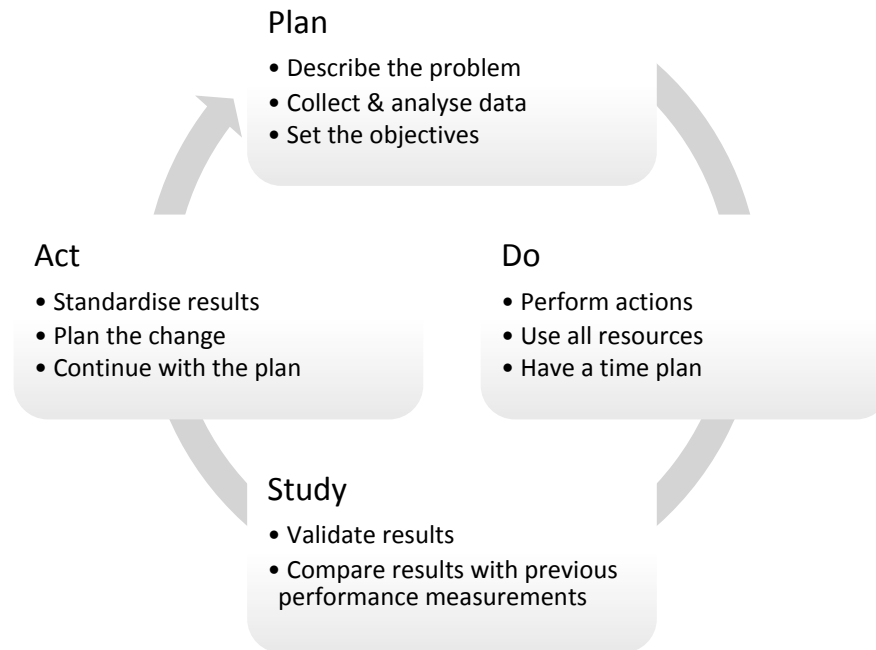 Plan
• Describe the problem
• Collect & analyse data
• Set the objectives
Do
• Perform actions
• Use all resources
• Have a time plan
Study
• Validate results
• Compare results with previous
performance measurements
Act
• Standardise results
• Plan the change
• Continue with the plan